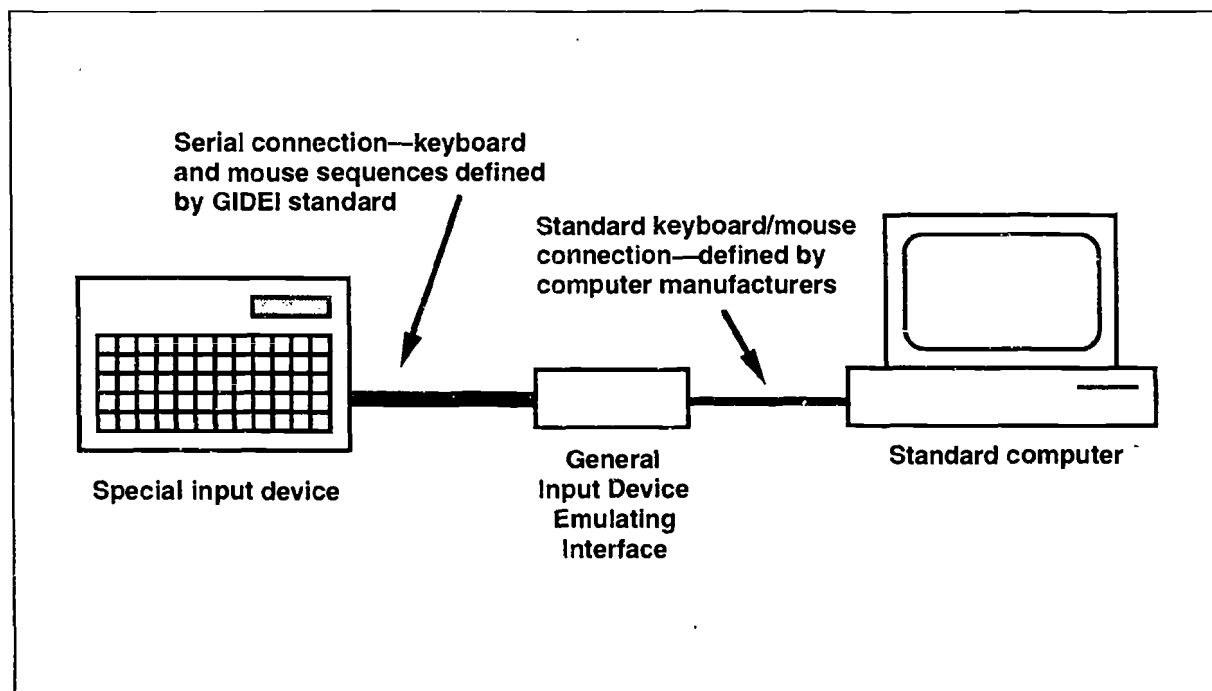 Serial connection—keyboard
and mouse sequences defined
by GIDEI standard
Standard keyboard/mouse
connection—defined by
computer manufacturers
Special input device
General
Input Device
Emulating
Interface
Standard computer